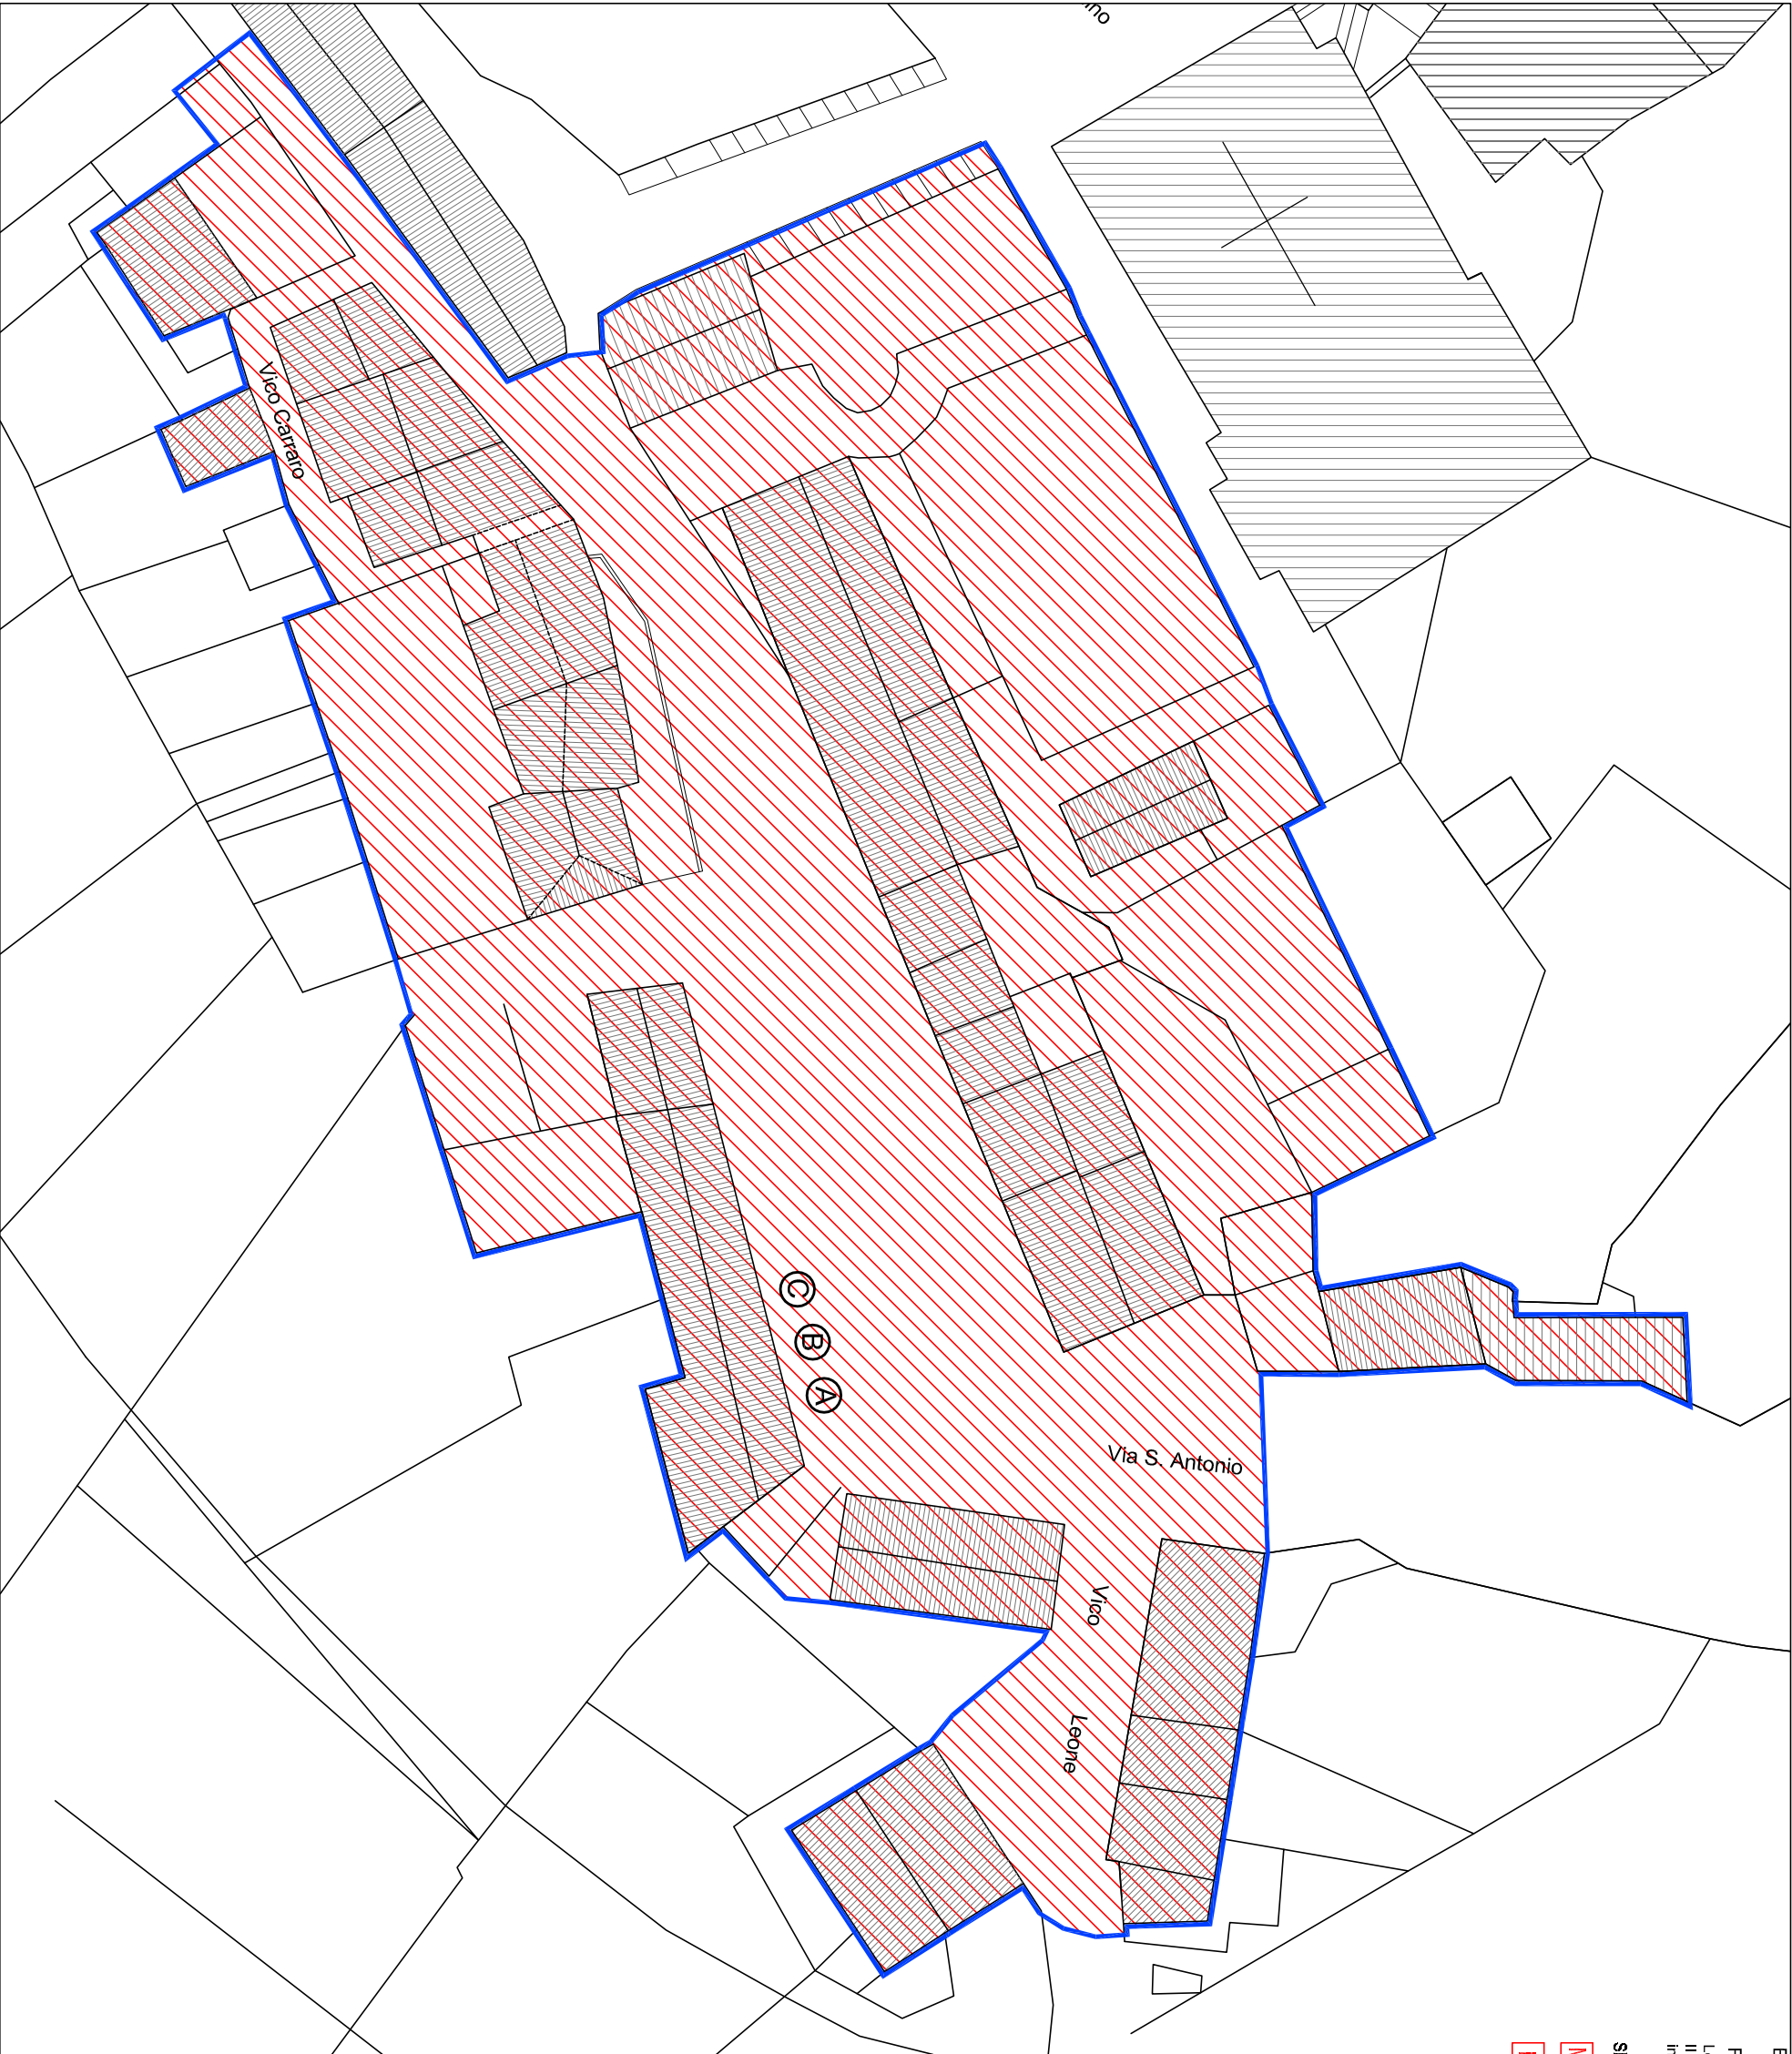 Vico Carraro
C B A
Via S. Antonio
Vico
Leone